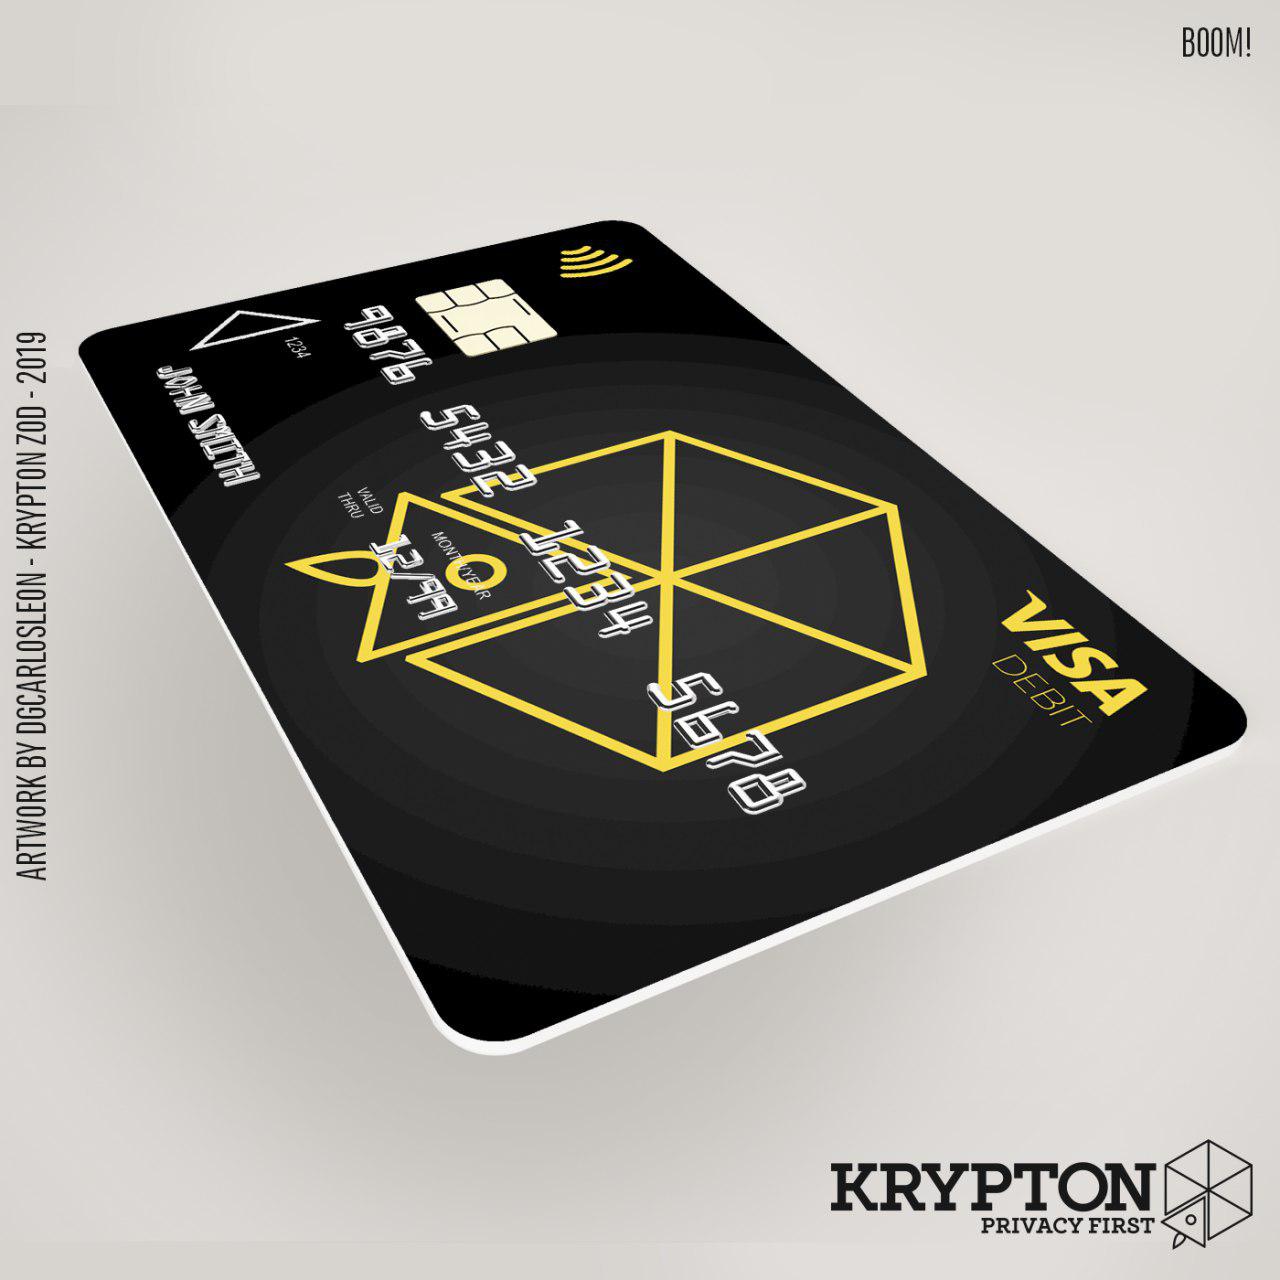 BOOM!
ARTWORK BY DGCARLOSLEON - KRYPTON ZOD - 2019
9876 5432 1234 5678
1234
JOHN SMITH
VALID
THRU
MONTH/YEAR
12/99
VISA
DEBIT
KRYPTON
PRIVACY FIRST